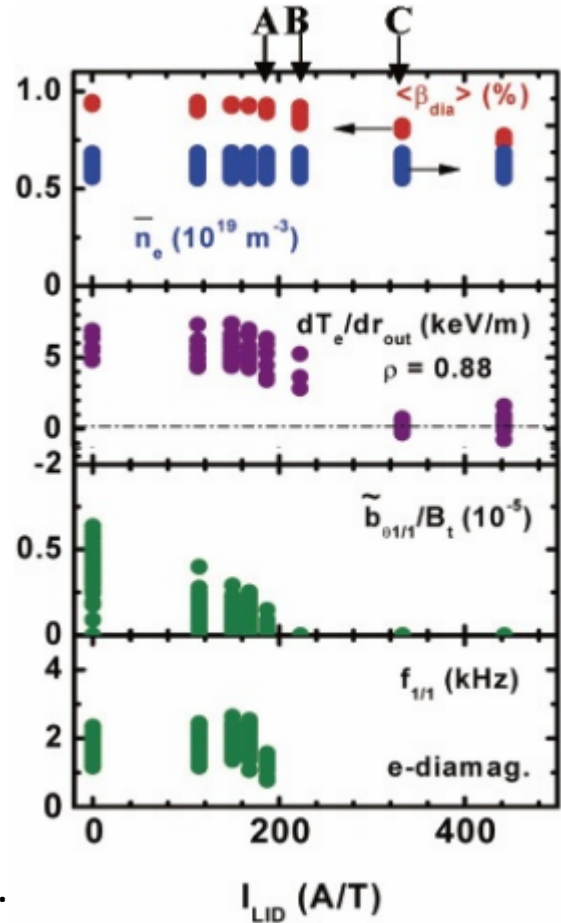 A B C
1.0
<β_dia> (%)
0.5
n̅_e (10^19 m^-3)
0
dT_e/dr_out (keV/m)
5
ρ = 0.88
0
-2
b̃_θ1/1/B_t (10^-5)
0.5
0
4
f_1/1 (kHz)
2
e-diamag.
0
0 200 400
I_LID (A/T)
.